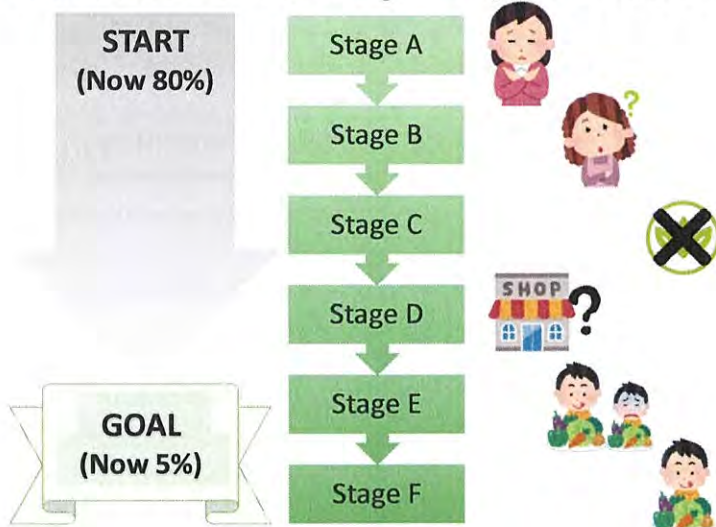 START
(Now 80%)
Stage A
Stage B
?
Stage C
Stage D
SHOP
?
Stage E
GOAL
(Now 5%)
Stage F